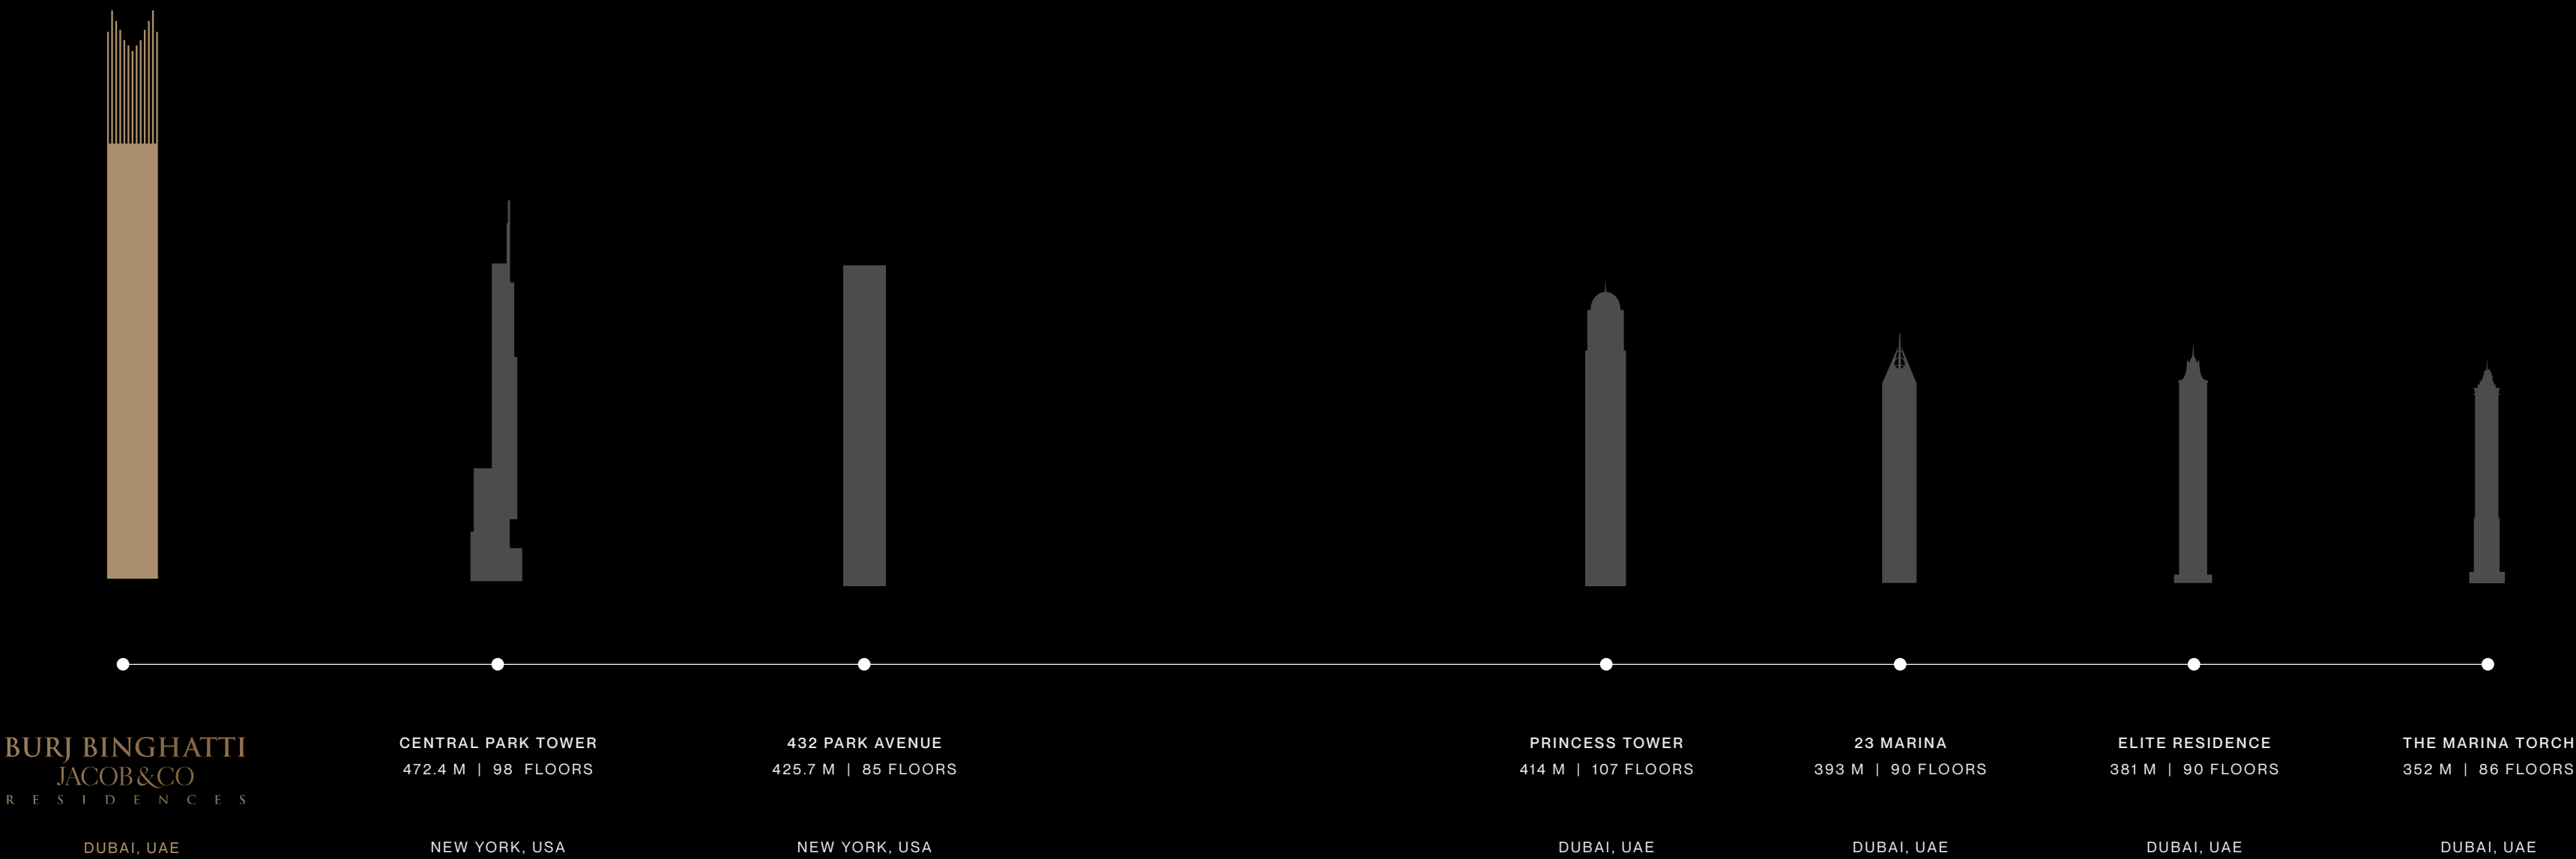 BURJ BINGHATTI
JACOB&CO
RESIDENCES
DUBAI, UAE
CENTRAL PARK TOWER
472.4 M | 98 FLOORS
NEW YORK, USA
432 PARK AVENUE
425.7 M | 85 FLOORS
NEW YORK, USA
PRINCESS TOWER
414 M | 107 FLOORS
DUBAI, UAE
23 MARINA
393 M | 90 FLOORS
DUBAI, UAE
ELITE RESIDENCE
381 M | 90 FLOORS
DUBAI, UAE
THE MARINA TORCH
352 M | 86 FLOORS
DUBAI, UAE